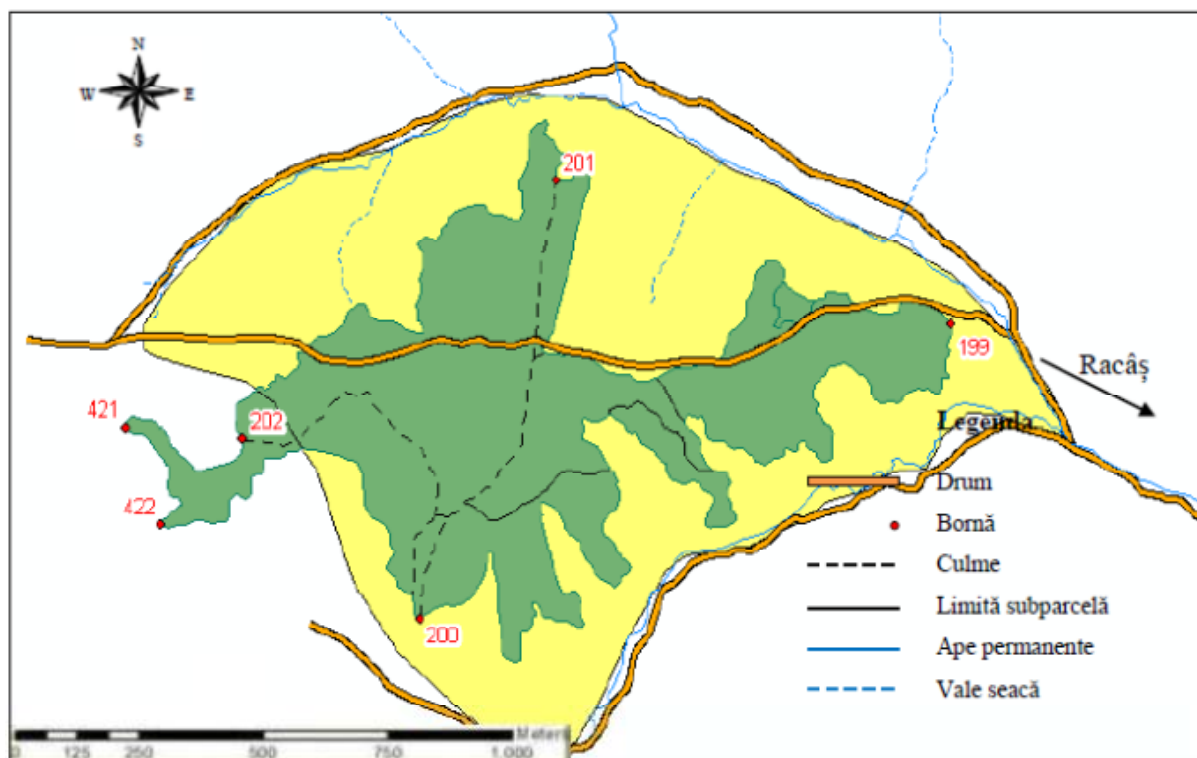 N
W E
S
201
199
Racâș
421
202
Legenda
Drum
422
Bornă
Culme
Limită subparcelă
200
Ape permanente
Vale seacă
Meters
0 125 250 500 750 1.000